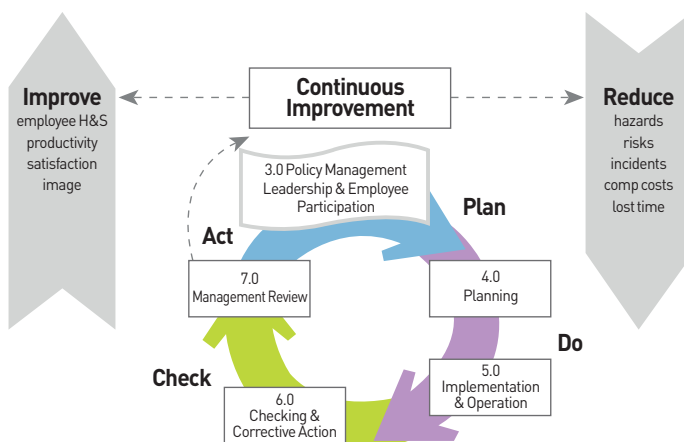 Continuous
Improvement
Improve
employee H&S
productivity
satisfaction
image
Reduce
hazards
risks
incidents
comp costs
lost time
3.0 Policy Management
Leadership & Employee
Participation
Plan
Act
7.0
Management Review
4.0
Planning
Do
5.0
Implementation
& Operation
Check
6.0
Checking &
Corrective Action